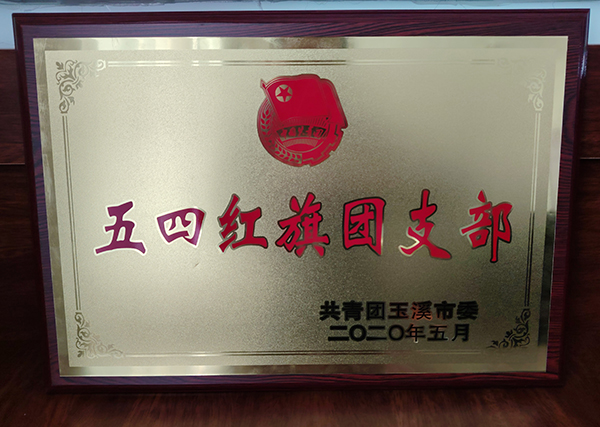 五四红旗团支部
共青团玉溪市委
二〇二〇年五月